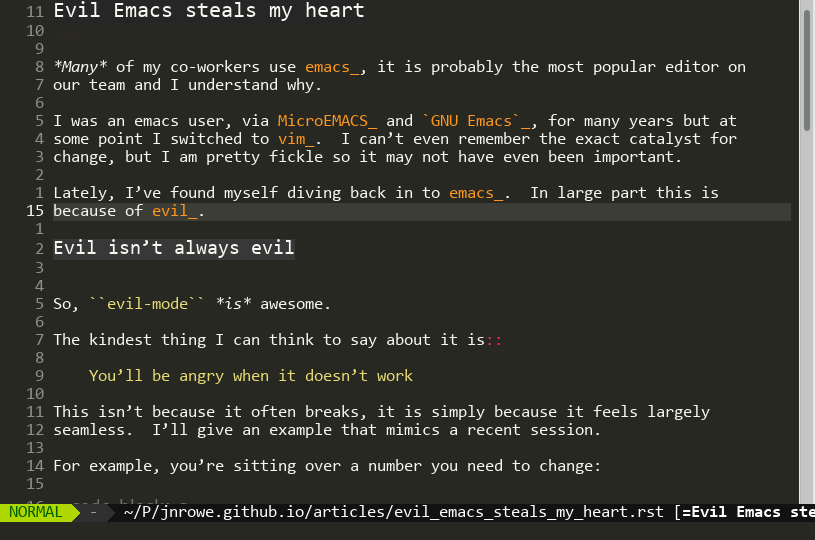 11 Evil Emacs steals my heart
10
9
8 *Many* of my co-workers use emacs_, it is probably the most popular editor on
7 our team and I understand why.
6
5 I was an emacs user, via MicroEMACS_ and `GNU Emacs`_, for many years but at
4 some point I switched to vim_.  I can’t even remember the exact catalyst for
3 change, but I am pretty fickle so it may not have even been important.
2
1 Lately, I’ve found myself diving back in to emacs_.  In large part this is
15 because of evil_.
1
2 Evil isn’t always evil
3
4
5 So, ``evil-mode`` *is* awesome.
6
7 The kindest thing I can think to say about it is::
8
9     You’ll be angry when it doesn’t work
10
11 This isn’t because it often breaks, it is simply because it feels largely
12 seamless.  I’ll give an example that mimics a recent session.
13
14 For example, you’re sitting over a number you need to change:
15
NORMAL - ~/P/jnrowe.github.io/articles/evil_emacs_steals_my_heart.rst [=Evil Emacs ste